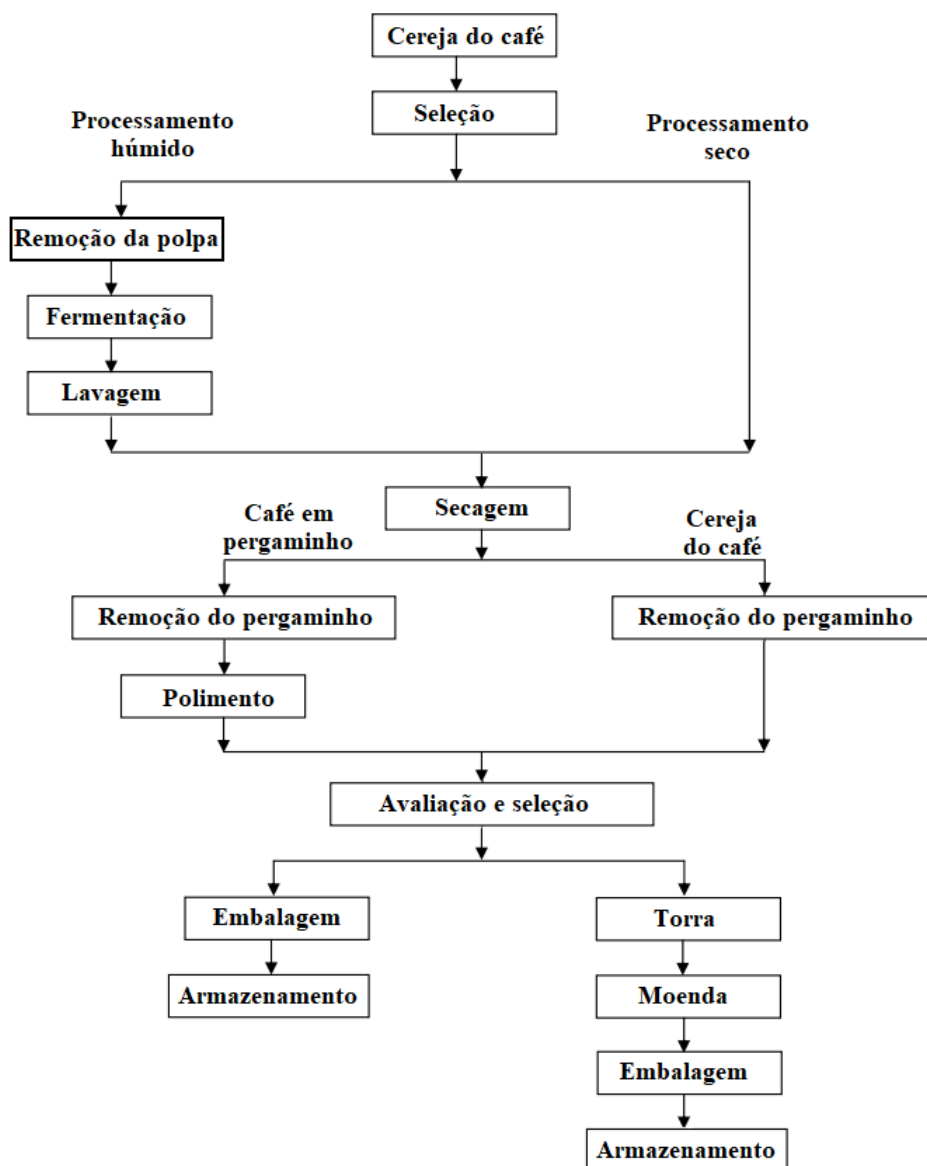 Cereja do café
Seleção
Processamento
húmido
Processamento
seco
Remoção da polpa
Fermentação
Lavagem
Secagem
Café em
pergaminho
Cereja
do café
Remoção do pergaminho
Remoção do pergaminho
Polimento
Avaliação e seleção
Embalagem
Torra
Armazenamento
Moenda
Embalagem
Armazenamento